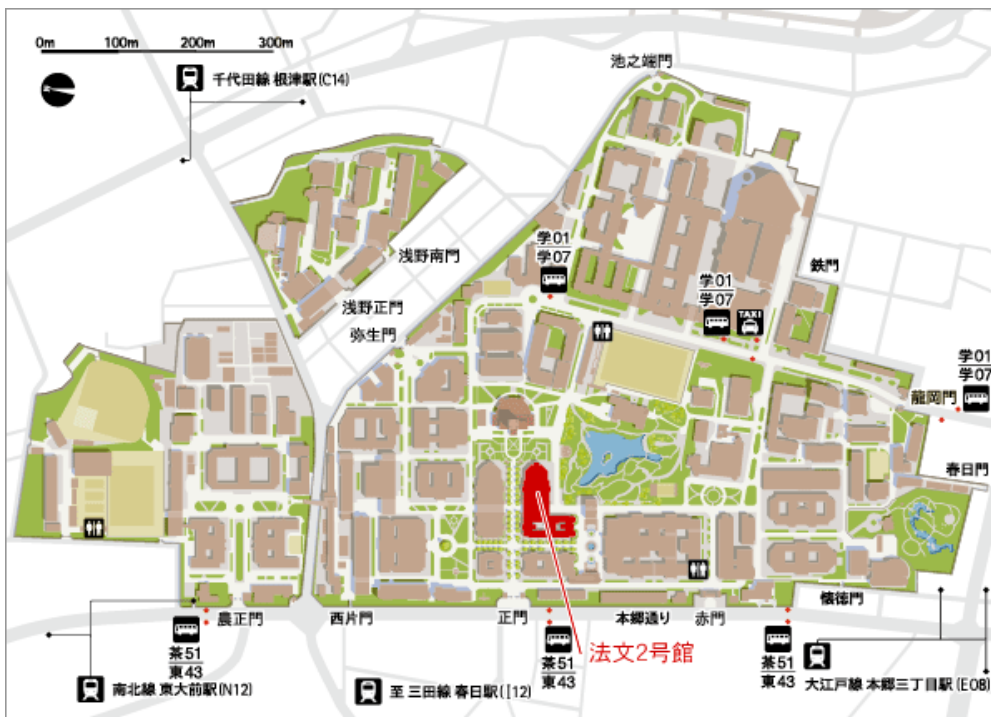 0m 100m 200m 300m
千代田線 根津駅(C14)
池之端門
学01
学07
浅野南門
浅野正門
弥生門
学01
学07
TAXI
鉄門
学01
学07
龍岡門
春日門
懐徳門
農正門
西片門
正門
本郷通り
赤門
茶51
東43
茶51
東43
茶51
東43
法文2号館
南北線 東大前駅(N12)
至 三田線 春日駅(I12)
大江戸線 本郷三丁目駅(E08)